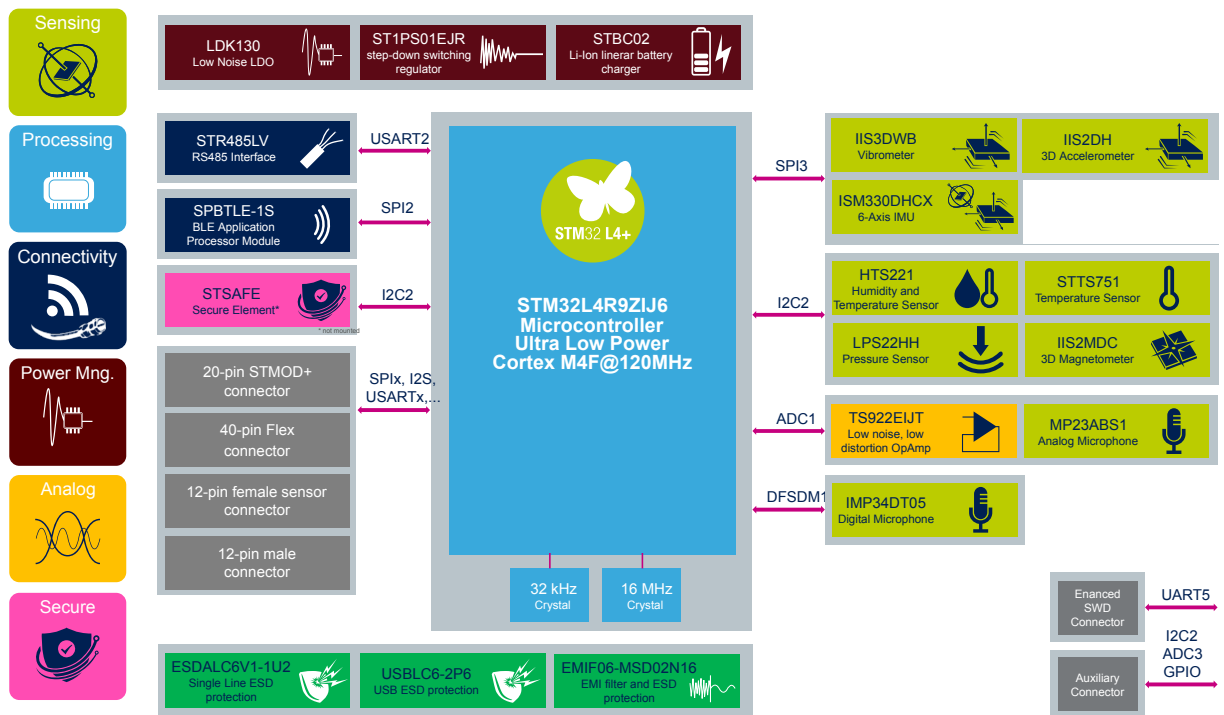 Sensing
Processing
Connectivity
Power Mng.
Analog
Secure
LDK130
Low Noise LDO
ST1PS01EJR
step-down switching
regulator
STBC02
Li-Ion linerar battery
charger
STR485LV
RS485 Interface
USART2
SPBTLE-1S
BLE Application
Processor Module
SPI2
STSAFE
Secure Element*
* not mounted
I2C2
20-pin STMOD+
connector
40-pin Flex
connector
12-pin female sensor
connector
12-pin male
connector
SPIx, I2S,
USARTx,...
STM32 L4+
STM32L4R9ZIJ6
Microcontroller
Ultra Low Power
Cortex M4F@120MHz
32 kHz
Crystal
16 MHz
Crystal
SPI3
IIS3DWB
Vibrometer
IIS2DH
3D Accelerometer
ISM330DHCX
6-Axis IMU
I2C2
HTS221
Humidity and
Temperature Sensor
STTS751
Temperature Sensor
LPS22HH
Pressure Sensor
IIS2MDC
3D Magnetometer
ADC1
TS922EIJT
Low noise, low
distortion OpAmp
MP23ABS1
Analog Microphone
DFSDM1
IMP34DT05
Digital Microphone
Enanced
SWD
Connector
UART5
Auxiliary
Connector
I2C2
ADC3
GPIO
ESDALC6V1-1U2
Single Line ESD
protection
USBLC6-2P6
USB ESD protection
EMIF06-MSD02N16
EMI filter and ESD
protection